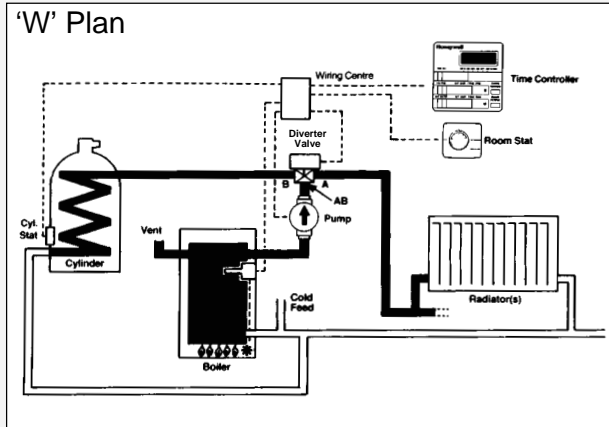 'W' Plan
Honeywell
Wiring Centre
Time Controller
Diverter
Valve
Room Stat
B
A
AB
Pump
Vent
Cyl.
Stat
Cylinder
Cold
Feed
Radiator(s)
Boiler